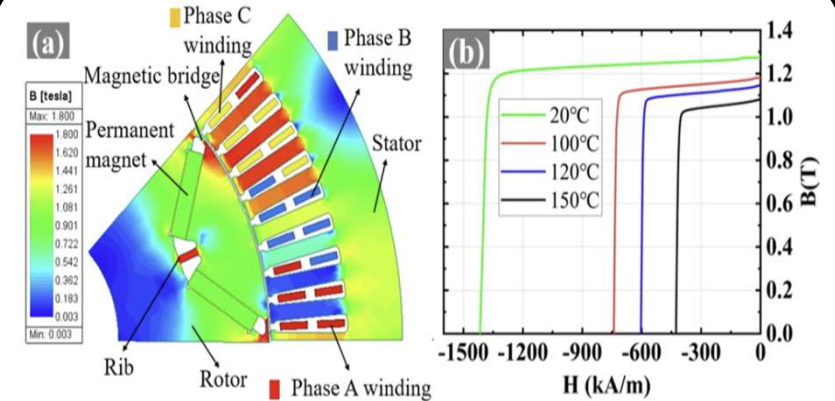 (a)
Phase C
winding
Phase B
winding
Magnetic bridge
B [tesla]
Max: 1.800
1.800
1.620
1.441
1.261
1.081
0.901
0.722
0.542
0.362
0.183
0.003
Min: 0.003
Permanent
magnet
Stator
Rib
Rotor
Phase A winding
(b)
20°C
100°C
120°C
150°C
1.4
1.2
1.0
0.8
0.6
0.4
0.2
0.0
B(T)
-1500 -1200 -900 -600 -300 0
H (kA/m)